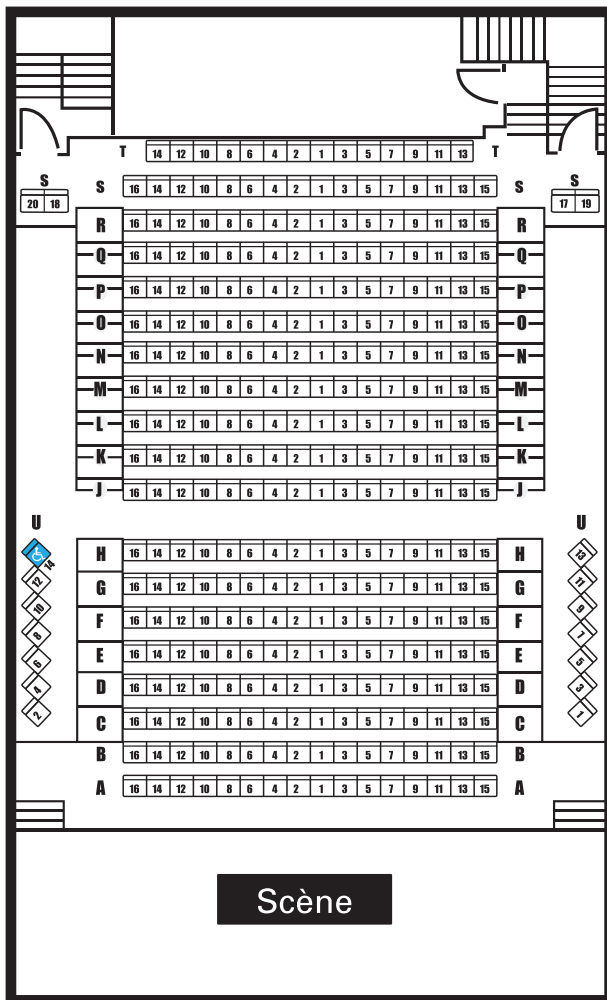 T 14 12 10 8 6 4 2 1 3 5 7 9 11 13 T
S S
20 18 S 16 14 12 10 8 6 4 2 1 3 5 7 9 11 13 15 S 17 19
R 16 14 12 10 8 6 4 2 1 3 5 7 9 11 13 15 R
Q 16 14 12 10 8 6 4 2 1 3 5 7 9 11 13 15 Q
P 16 14 12 10 8 6 4 2 1 3 5 7 9 11 13 15 P
O 16 14 12 10 8 6 4 2 1 3 5 7 9 11 13 15 O
N 16 14 12 10 8 6 4 2 1 3 5 7 9 11 13 15 N
M 16 14 12 10 8 6 4 2 1 3 5 7 9 11 13 15 M
L 16 14 12 10 8 6 4 2 1 3 5 7 9 11 13 15 L
K 16 14 12 10 8 6 4 2 1 3 5 7 9 11 13 15 K
J 16 14 12 10 8 6 4 2 1 3 5 7 9 11 13 15 J
U U
14 H 16 14 12 10 8 6 4 2 1 3 5 7 9 11 13 15 H 13
12 G 16 14 12 10 8 6 4 2 1 3 5 7 9 11 13 15 G 11
10 F 16 14 12 10 8 6 4 2 1 3 5 7 9 11 13 15 F 9
8 E 16 14 12 10 8 6 4 2 1 3 5 7 9 11 13 15 E 7
6 D 16 14 12 10 8 6 4 2 1 3 5 7 9 11 13 15 D 5
4 C 16 14 12 10 8 6 4 2 1 3 5 7 9 11 13 15 C 3
2 B 16 14 12 10 8 6 4 2 1 3 5 7 9 11 13 15 B 1
A 16 14 12 10 8 6 4 2 1 3 5 7 9 11 13 15 A
Scène